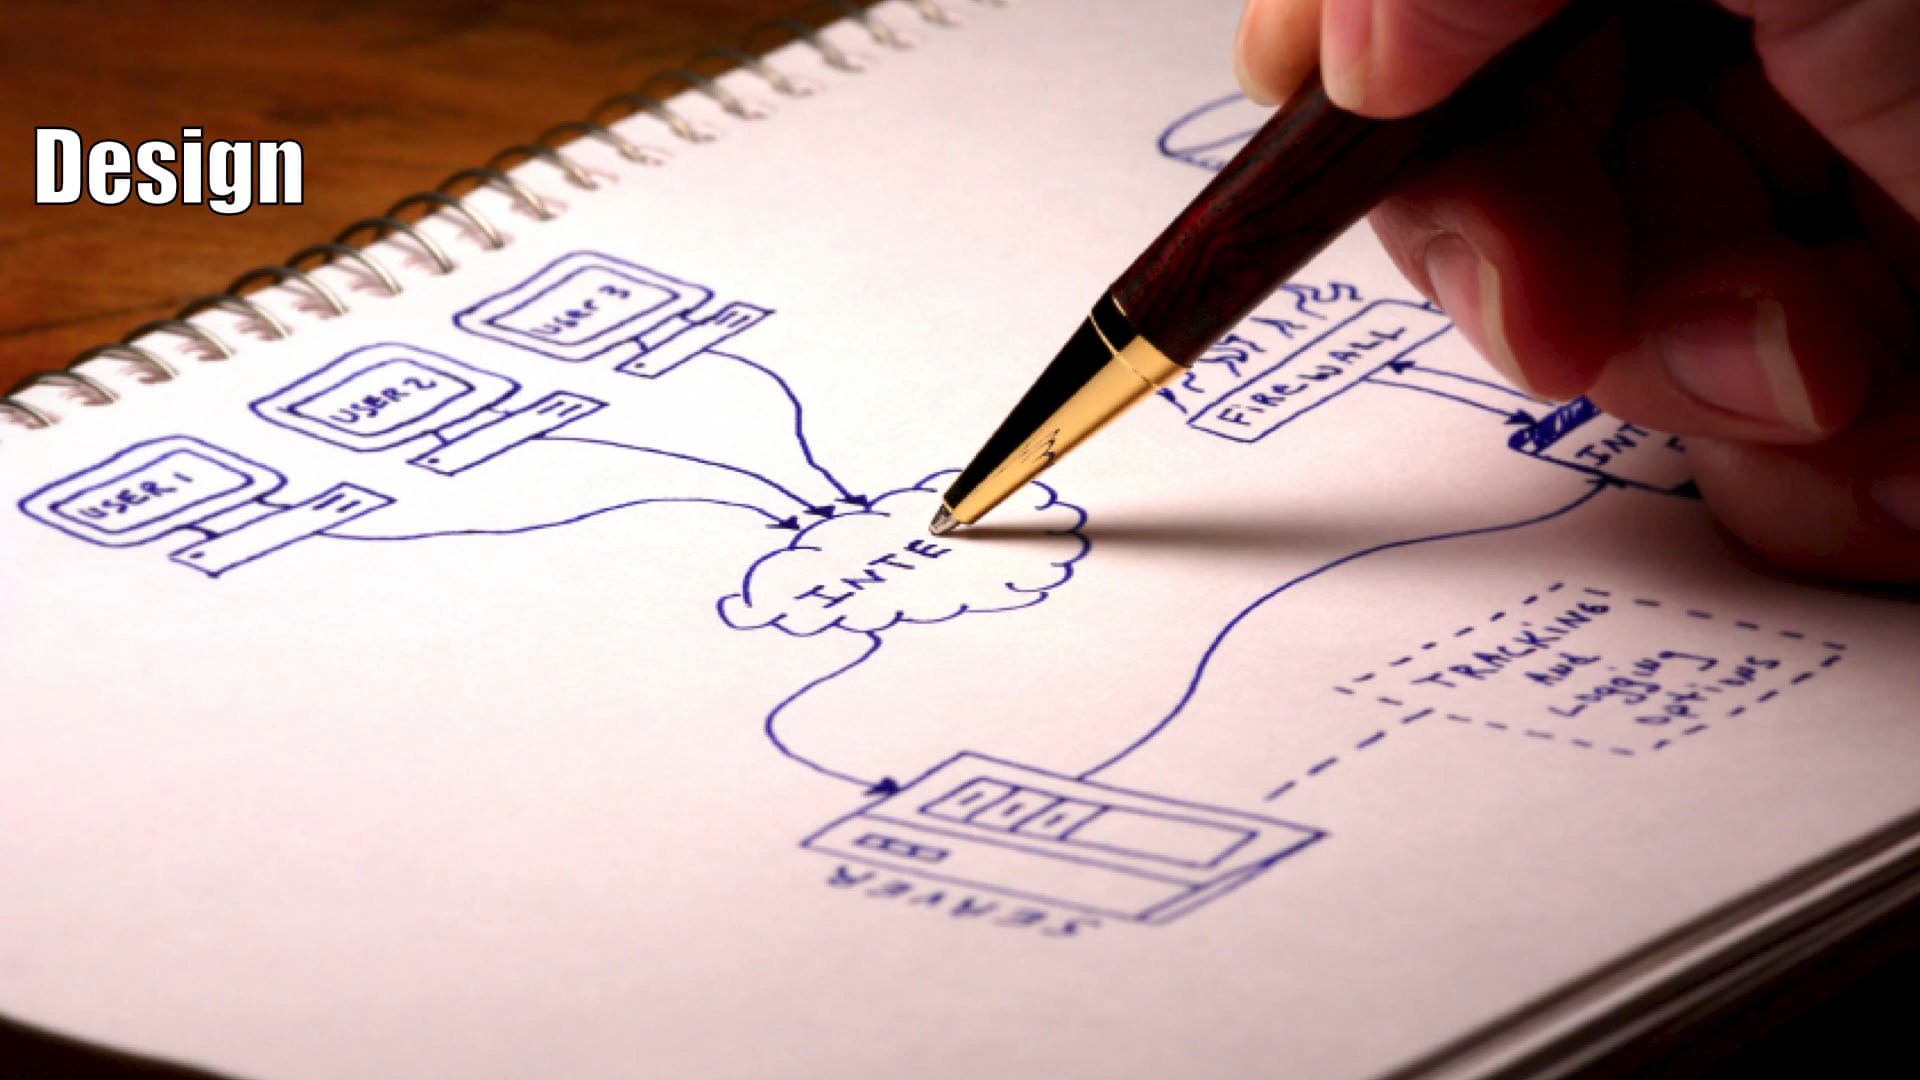 Design
User 3
USER 2
USER 1
FIREWALL
INT
INTE
TRACKING
And
Logging
Options
SERVER